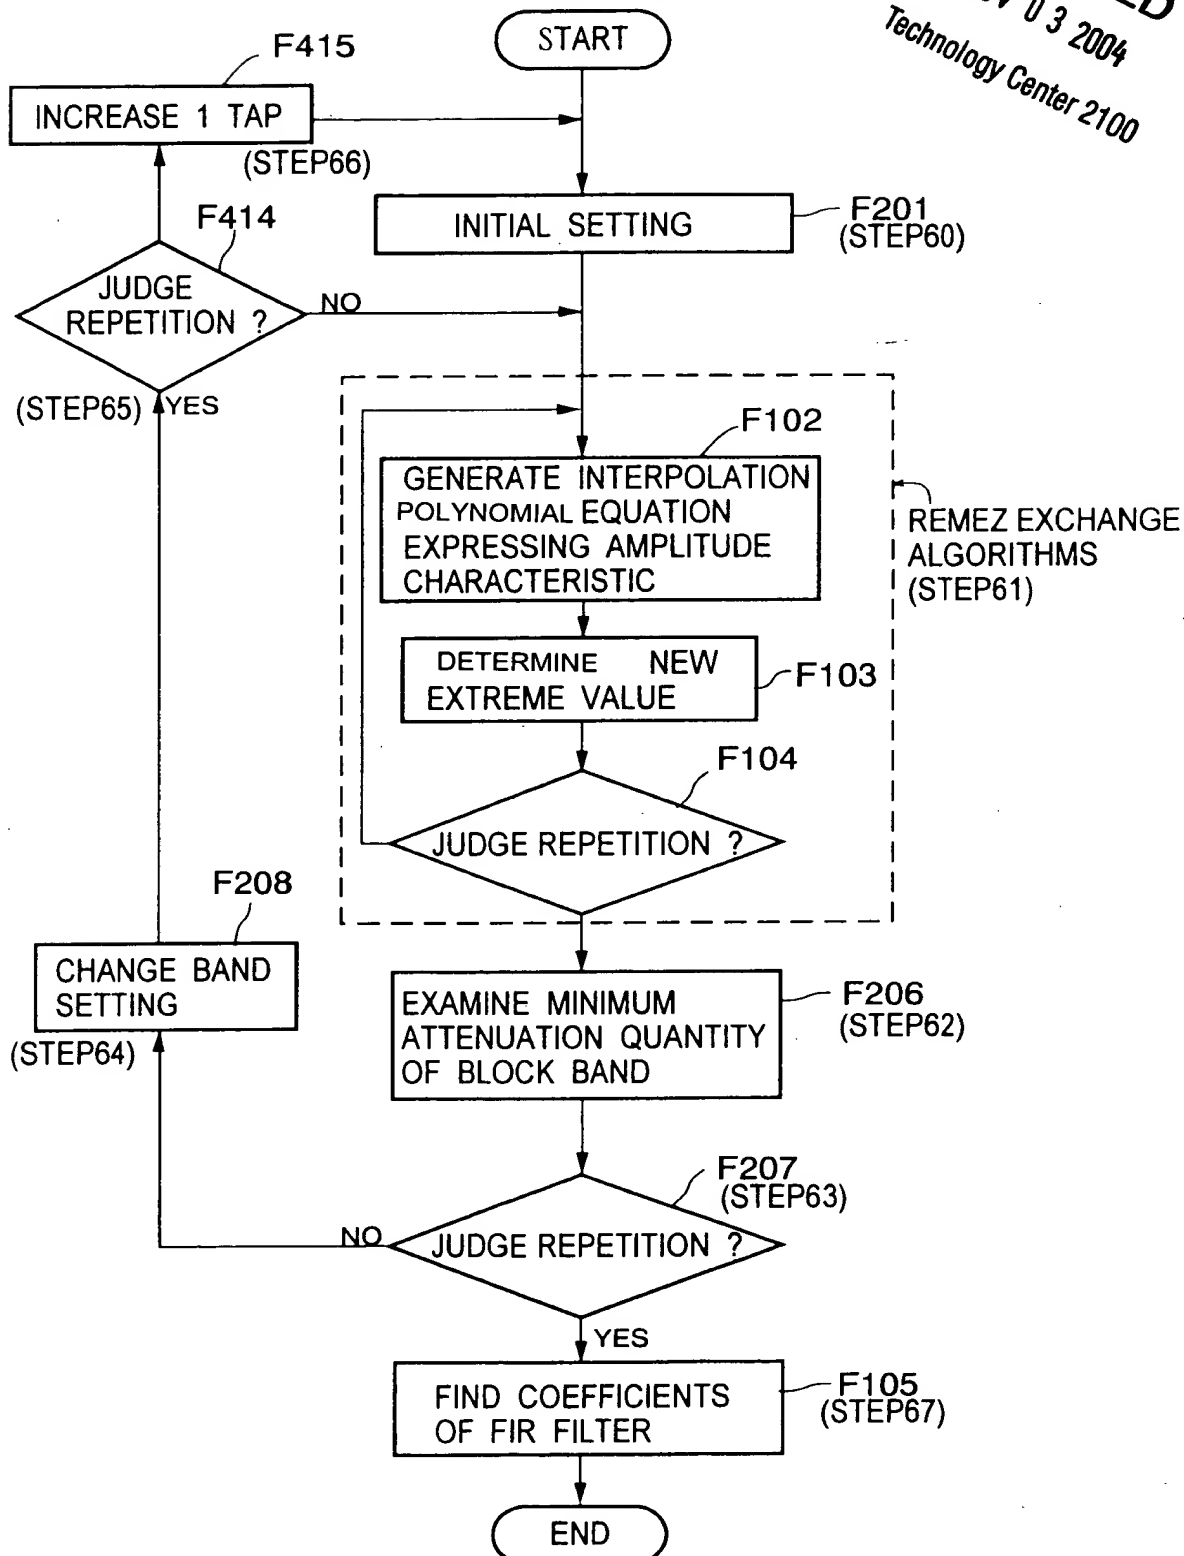 START
0 3 2004
Technology Center 2100
F415
INCREASE 1 TAP
(STEP66)
F414
JUDGE
REPETITION ?
NO
(STEP65)
YES
INITIAL SETTING
F201
(STEP60)
F102
GENERATE INTERPOLATION
POLYNOMIAL EQUATION
EXPRESSING AMPLITUDE
CHARACTERISTIC
REMEZ EXCHANGE
ALGORITHMS
(STEP61)
DETERMINE NEW
EXTREME VALUE
F103
F104
JUDGE REPETITION ?
F208
CHANGE BAND
SETTING
(STEP64)
EXAMINE MINIMUM
ATTENUATION QUANTITY
OF BLOCK BAND
F206
(STEP62)
F207
(STEP63)
NO
JUDGE REPETITION ?
YES
FIND COEFFICIENTS
OF FIR FILTER
F105
(STEP67)
END